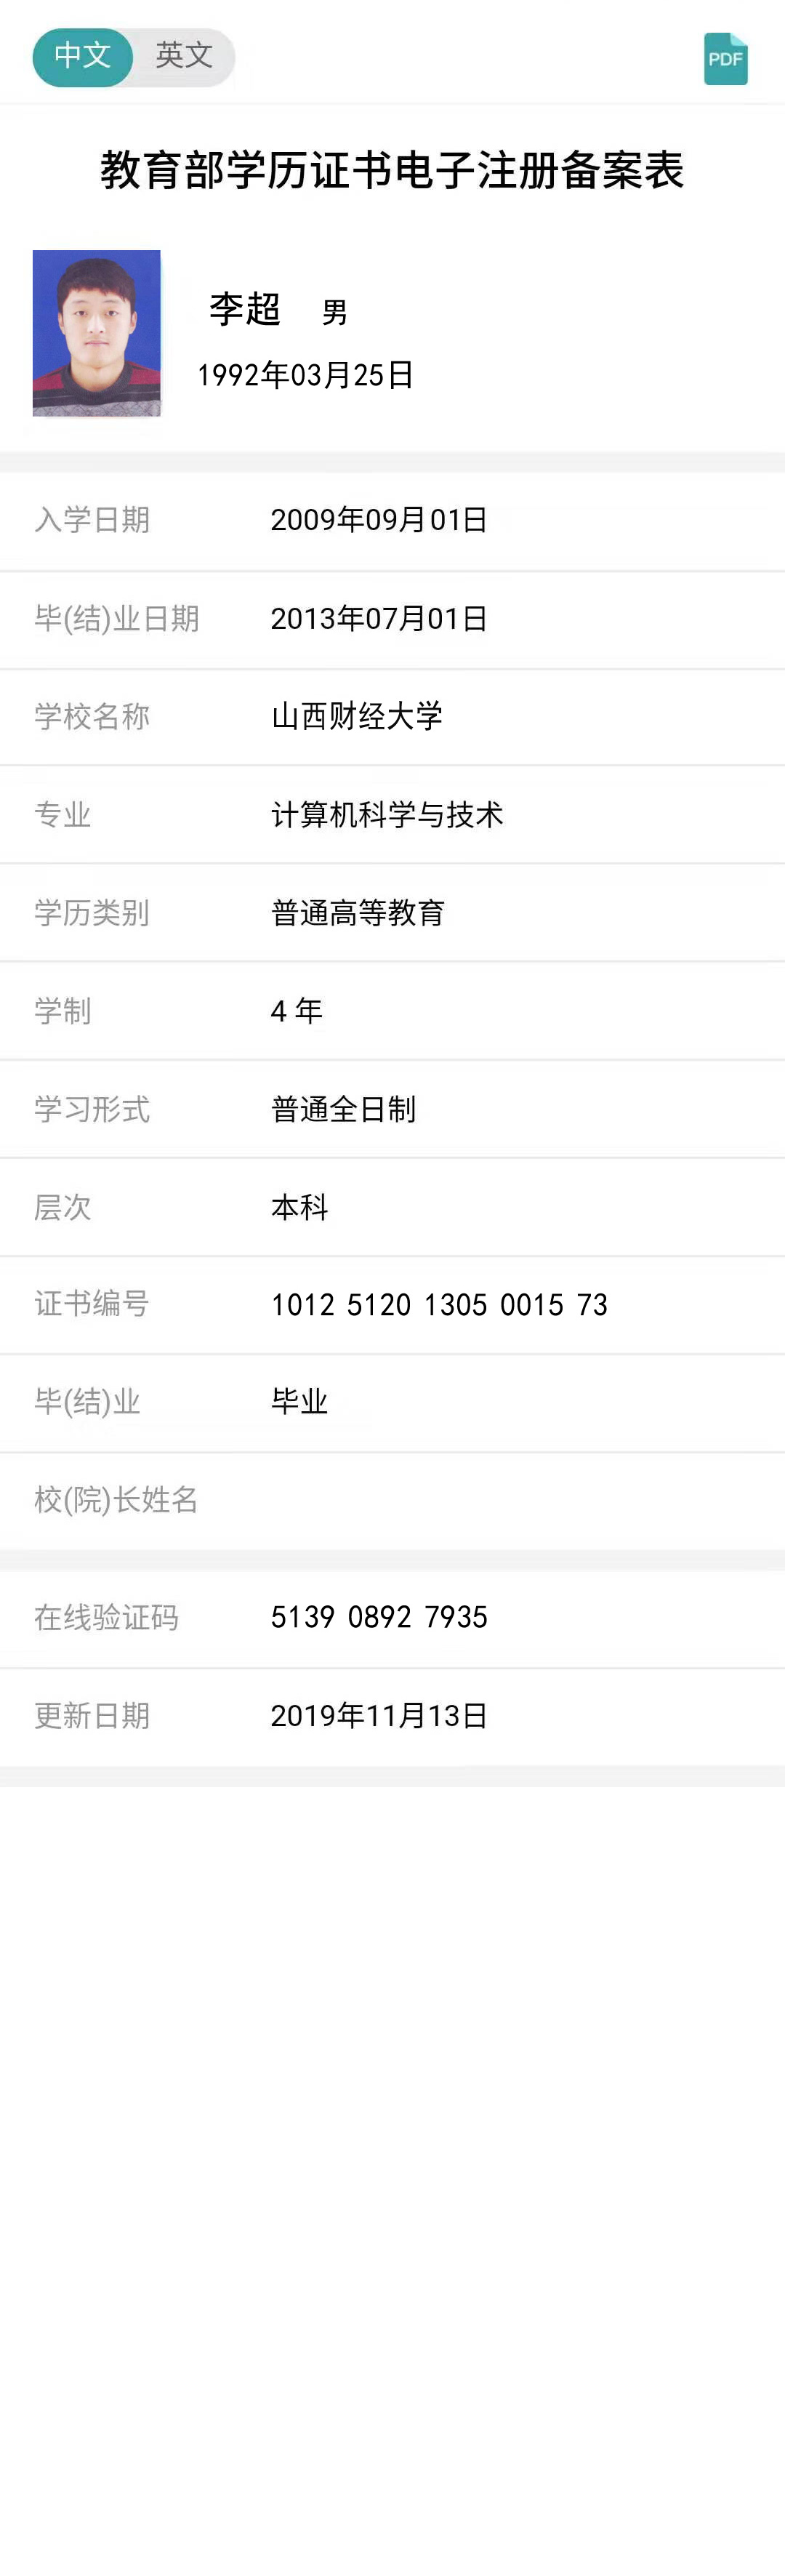 中文 英文 PDF
教育部学历证书电子注册备案表
李超 男
1992年03月25日
入学日期 2009年09月01日
毕(结)业日期 2013年07月01日
学校名称 山西财经大学
专业 计算机科学与技术
学历类别 普通高等教育
学制 4 年
学习形式 普通全日制
层次 本科
证书编号 1012 5120 1305 0015 73
毕(结)业 毕业
校(院)长姓名
在线验证码 5139 0892 7935
更新日期 2019年11月13日